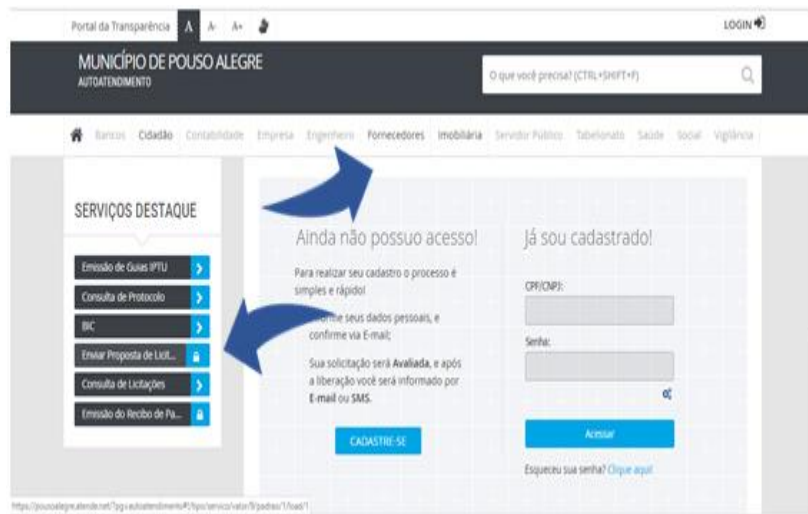 Portal da Transparência A A- A+ LOGIN
MUNICÍPIO DE POUSO ALEGRE
AUTOATENDIMENTO
O que você precisa? (CTRL+SHIFT+F)
Bancos Cidadão Contabilidade Empresa Engenheiro Fornecedores Imobiliária Servidor Público Tabelionato Saúde Social Vigilância
SERVIÇOS DESTAQUE
Emissão de Guias IPTU
Consulta de Protocolo
BIC
Enviar Proposta de Licit...
Consulta de Licitações
Emissão do Recibo de Pa...
Ainda não possuo acesso!
Para realizar seu cadastro o processo é
simples e rápido!
seus dados pessoais, e
confirme via E-mail;
Sua solicitação será Avaliada, e após
a liberação você será informado por
E-mail ou SMS.
CADASTRE-SE
Já sou cadastrado!
CPF/CNPJ:
Senha:
Acessar
Esqueceu sua senha? Clique aqui!